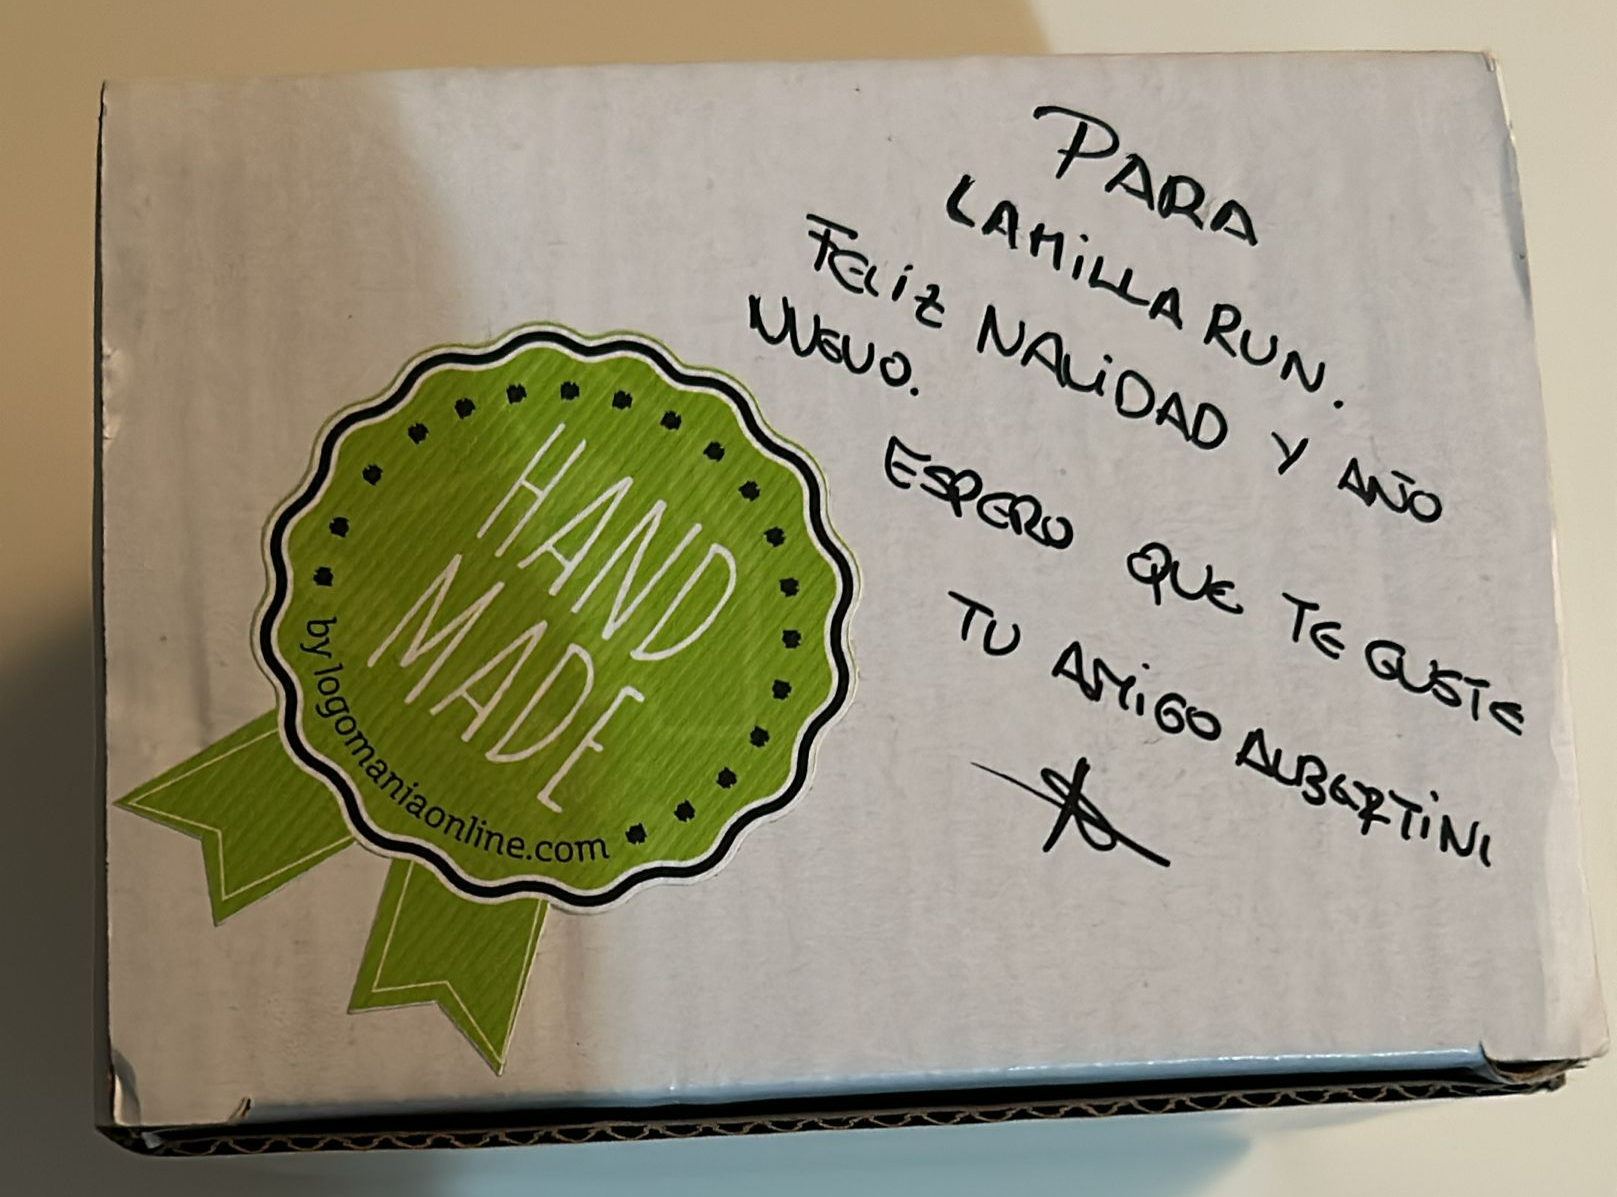 HAND
MADE
by logomaniaonline.com
PARA
LAMILLA RUN.
FELIZ NAVIDAD Y AÑO
NUEVO.
ESPERO QUE TE GUSTE
TU AMIGO ALBERTINI